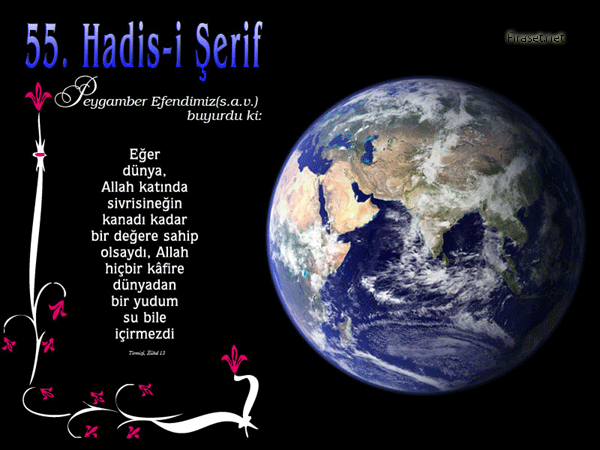 55. Hadis-i Şerif
Firaset.net
Peygamber Efendimiz(s.a.v.)
buyurdu ki:
Eğer
dünya,
Allah katında
sivrisineğin
kanadı kadar
bir değere sahip
olsaydı, Allah
hiçbir kâfire
dünyadan
bir yudum
su bile
içirmezdi
Tirmizî, Zühd 13